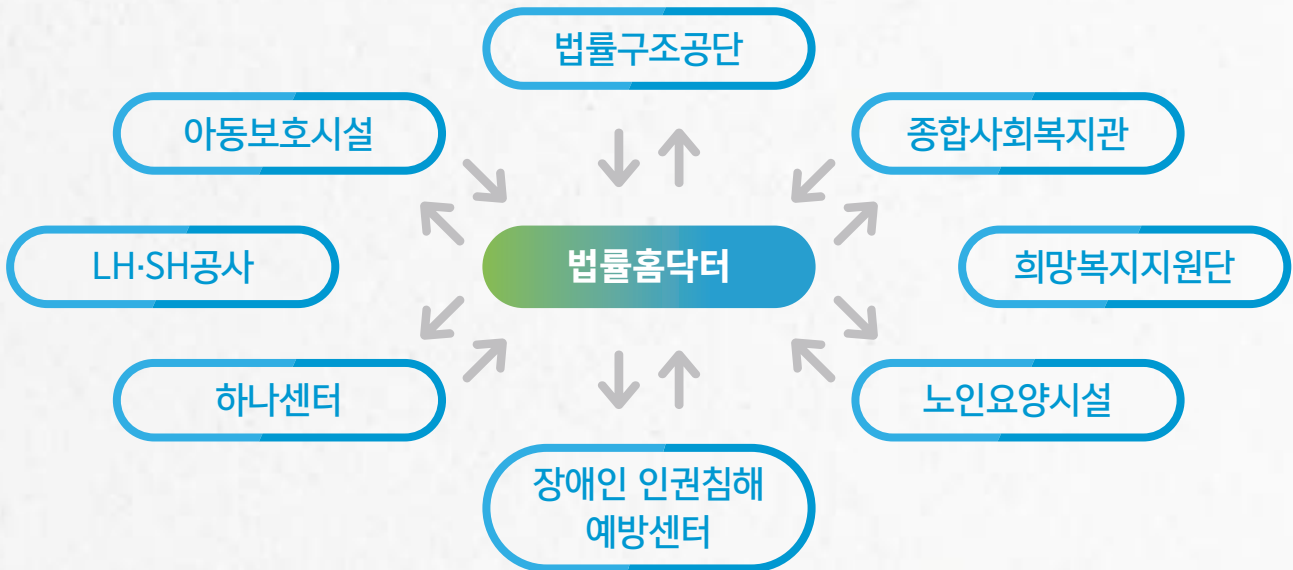 법률구조공단
아동보호시설
종합사회복지관
LH·SH공사
법률홈닥터
희망복지지원단
하나센터
노인요양시설
장애인 인권침해
예방센터